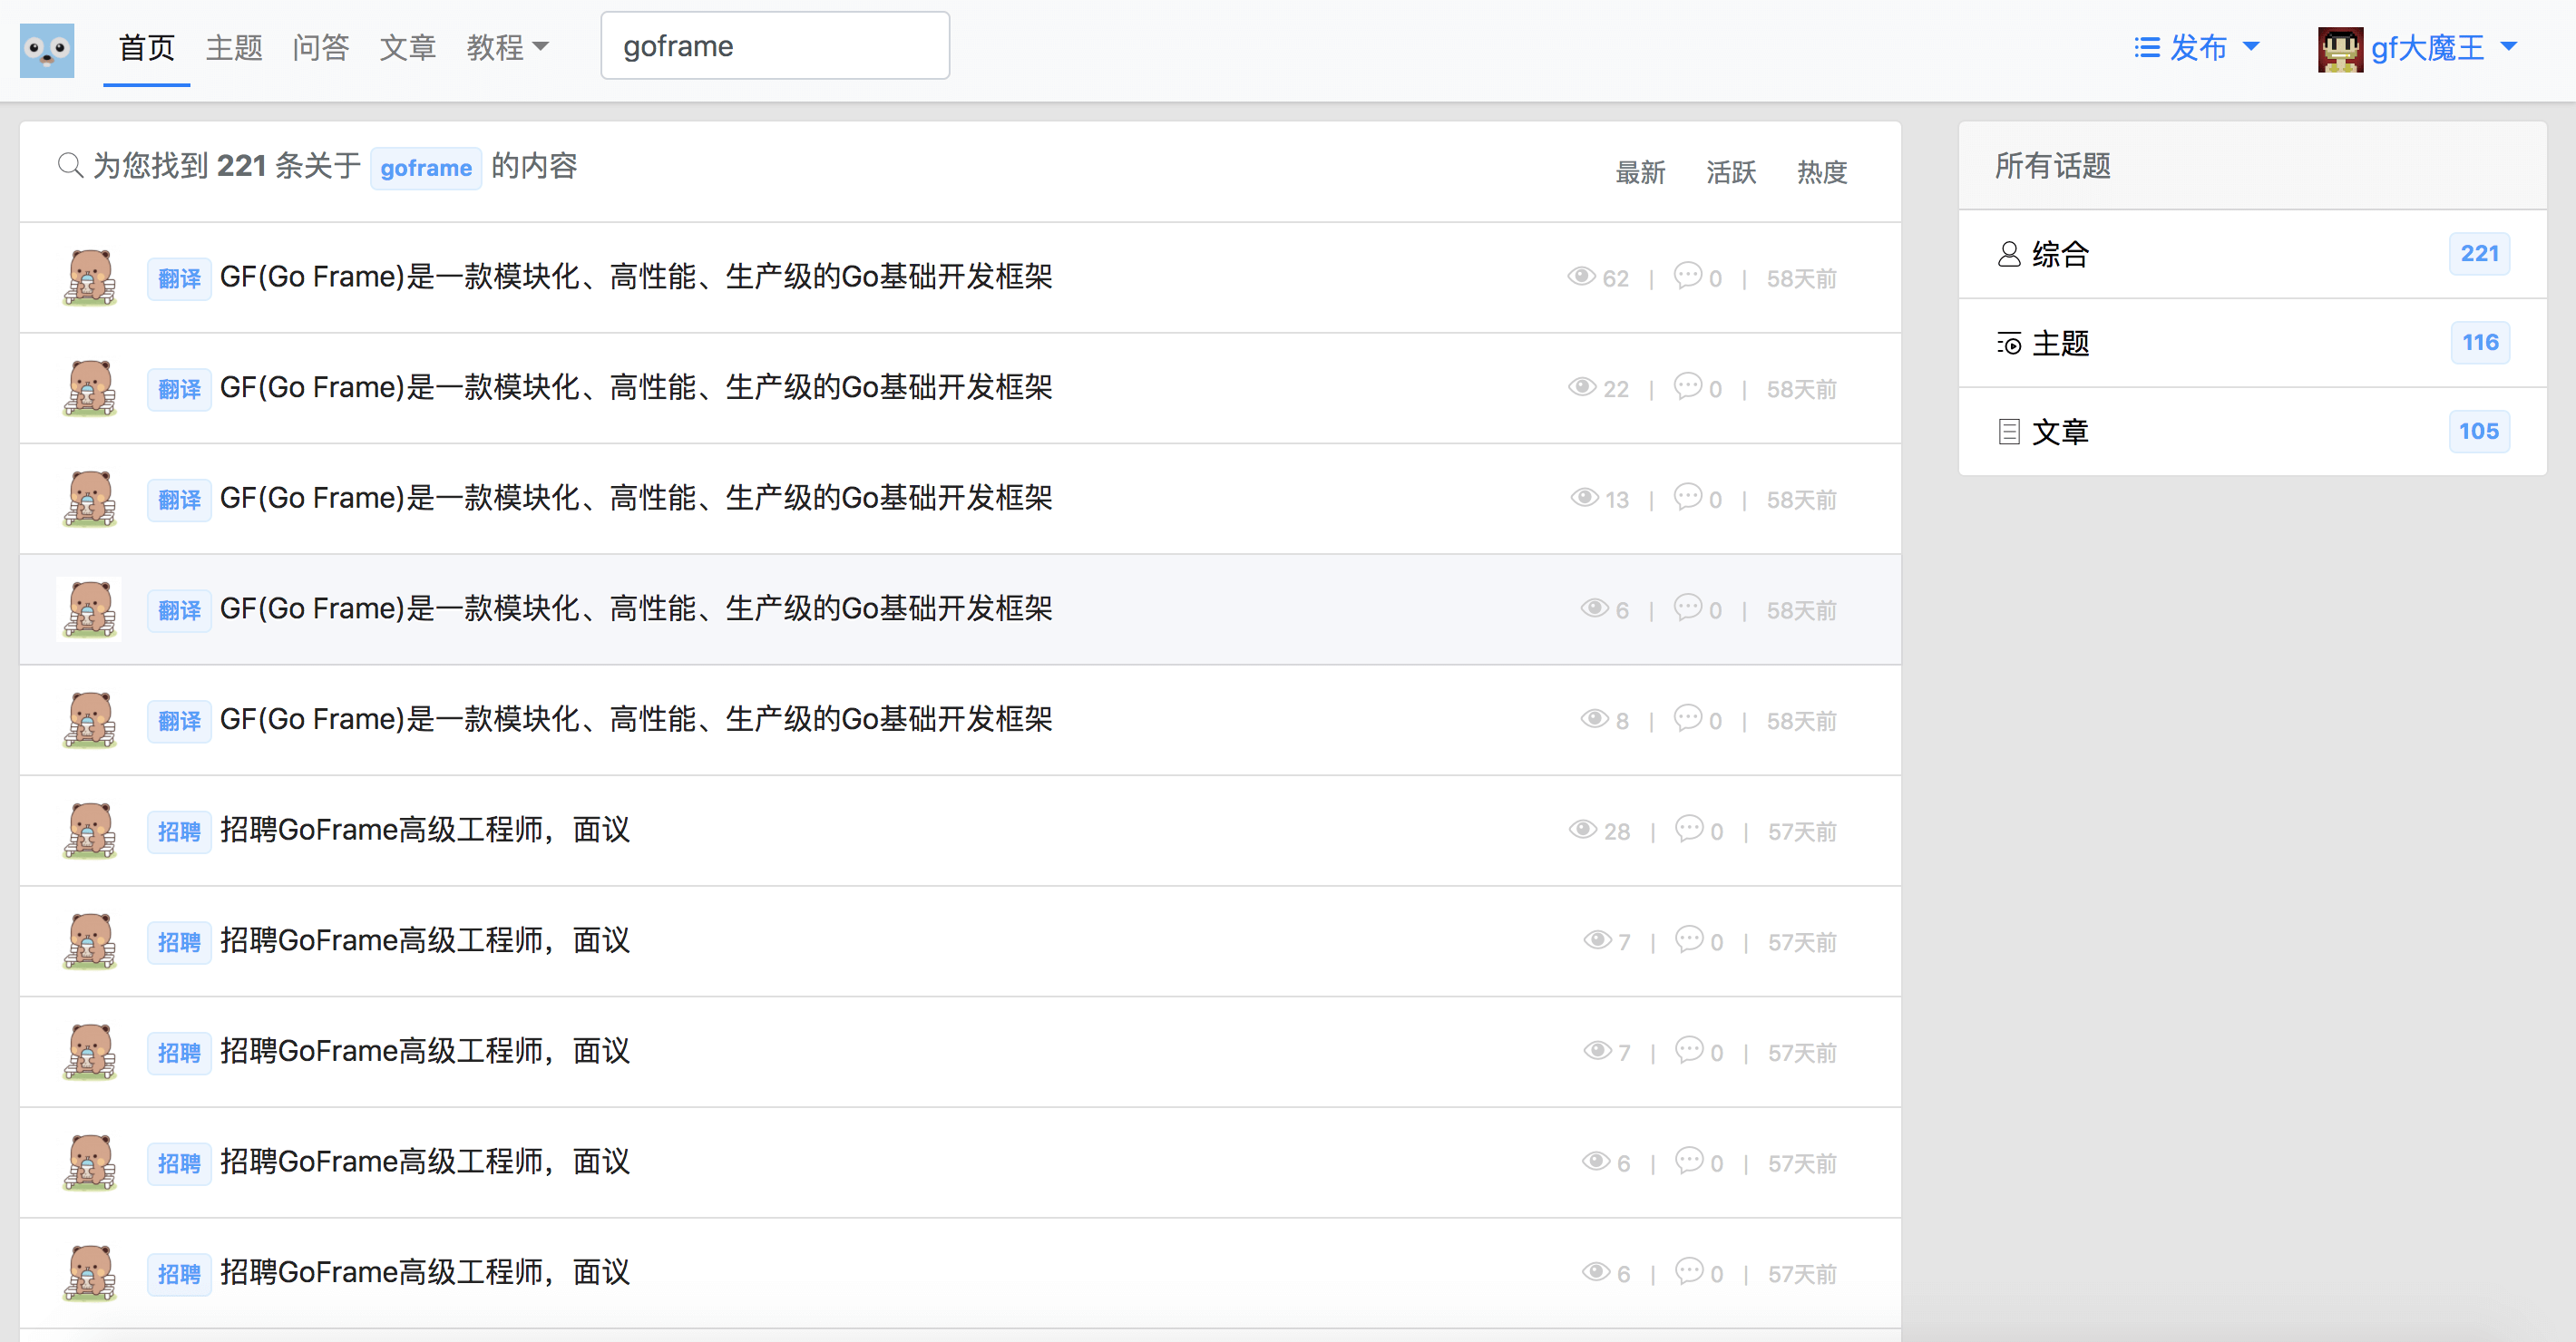 首页 主题 问答 文章 教程 goframe 发布 gf大魔王
为您找到 221 条关于 goframe 的内容 最新 活跃 热度
翻译 GF(Go Frame)是一款模块化、高性能、生产级的Go基础开发框架 62 | 0 | 58天前
翻译 GF(Go Frame)是一款模块化、高性能、生产级的Go基础开发框架 22 | 0 | 58天前
翻译 GF(Go Frame)是一款模块化、高性能、生产级的Go基础开发框架 13 | 0 | 58天前
翻译 GF(Go Frame)是一款模块化、高性能、生产级的Go基础开发框架 6 | 0 | 58天前
翻译 GF(Go Frame)是一款模块化、高性能、生产级的Go基础开发框架 8 | 0 | 58天前
招聘 招聘GoFrame高级工程师，面议 28 | 0 | 57天前
招聘 招聘GoFrame高级工程师，面议 7 | 0 | 57天前
招聘 招聘GoFrame高级工程师，面议 7 | 0 | 57天前
招聘 招聘GoFrame高级工程师，面议 6 | 0 | 57天前
招聘 招聘GoFrame高级工程师，面议 6 | 0 | 57天前
所有话题
综合 221
主题 116
文章 105